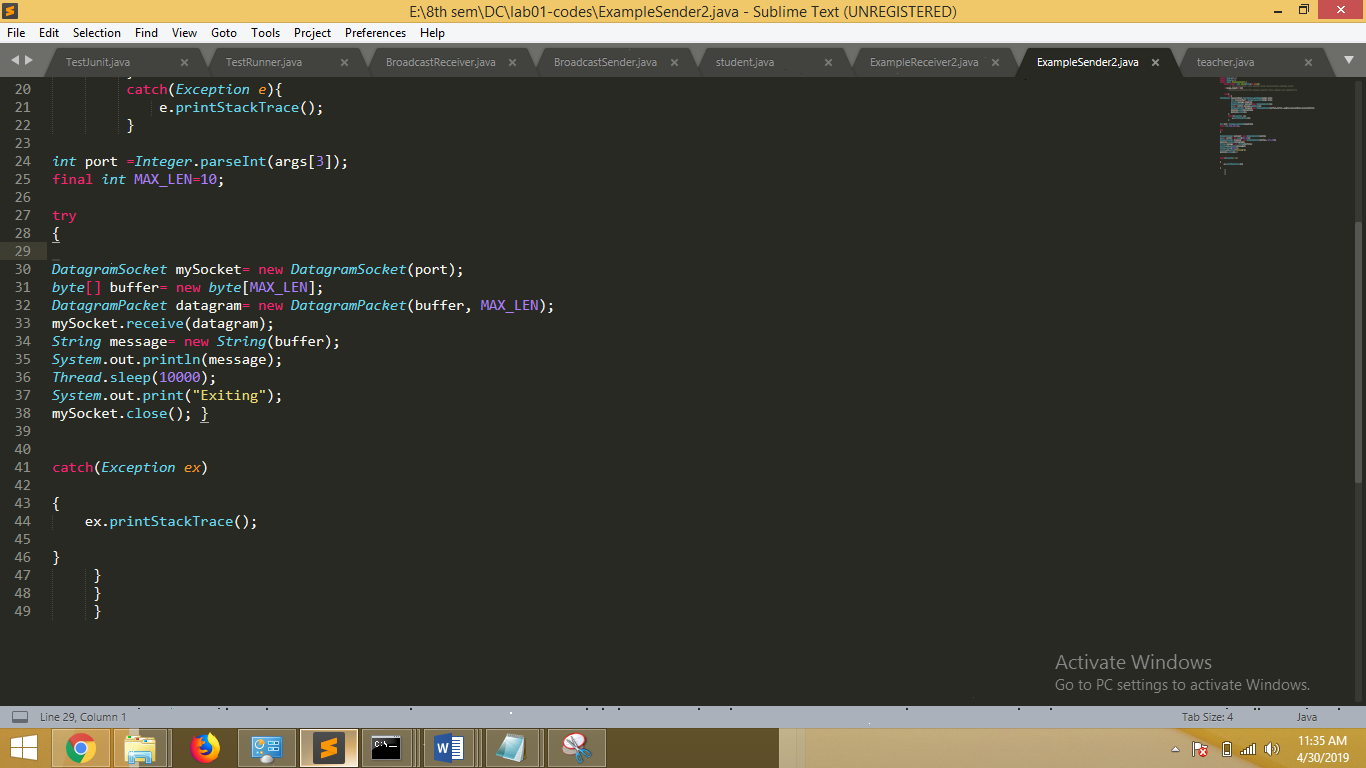 E:\8th sem\DC\lab01-codes\ExampleSender2.java - Sublime Text (UNREGISTERED)
File Edit Selection Find View Goto Tools Project Preferences Help
TestJunit.java × TestRunner.java × BroadcastReceiver.java × BroadcastSender.java × student.java × ExampleReceiver2.java × ExampleSender2.java × teacher.java ×
20 catch(Exception e){
21 e.printStackTrace();
22 }
23
24 int port =Integer.parseInt(args[3]);
25 final int MAX_LEN=10;
26
27 try
28 {
29
30 DatagramSocket mySocket= new DatagramSocket(port);
31 byte[] buffer= new byte[MAX_LEN];
32 DatagramPacket datagram= new DatagramPacket(buffer, MAX_LEN);
33 mySocket.receive(datagram);
34 String message= new String(buffer);
35 System.out.println(message);
36 Thread.sleep(10000);
37 System.out.print("Exiting");
38 mySocket.close(); }
39
40
41 catch(Exception ex)
42
43 {
44 ex.printStackTrace();
45
46 }
47 }
48 }
49 }
Activate Windows
Go to PC settings to activate Windows.
Line 29, Column 1 Tab Size: 4 Java
11:35 AM
4/30/2019